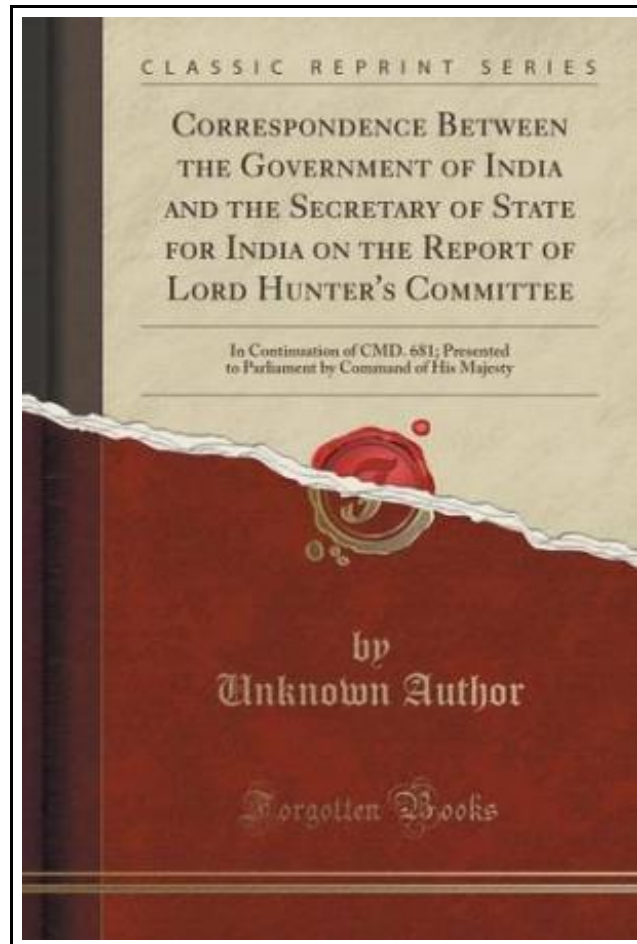 CLASSIC REPRINT SERIES
CORRESPONDENCE BETWEEN
THE GOVERNMENT OF INDIA
AND THE SECRETARY OF STATE
FOR INDIA ON THE REPORT OF
LORD HUNTER'S COMMITTEE
In Continuation of CMD. 681; Presented
to Parliament by Command of His Majesty
by
Unknown Author
Forgotten Books